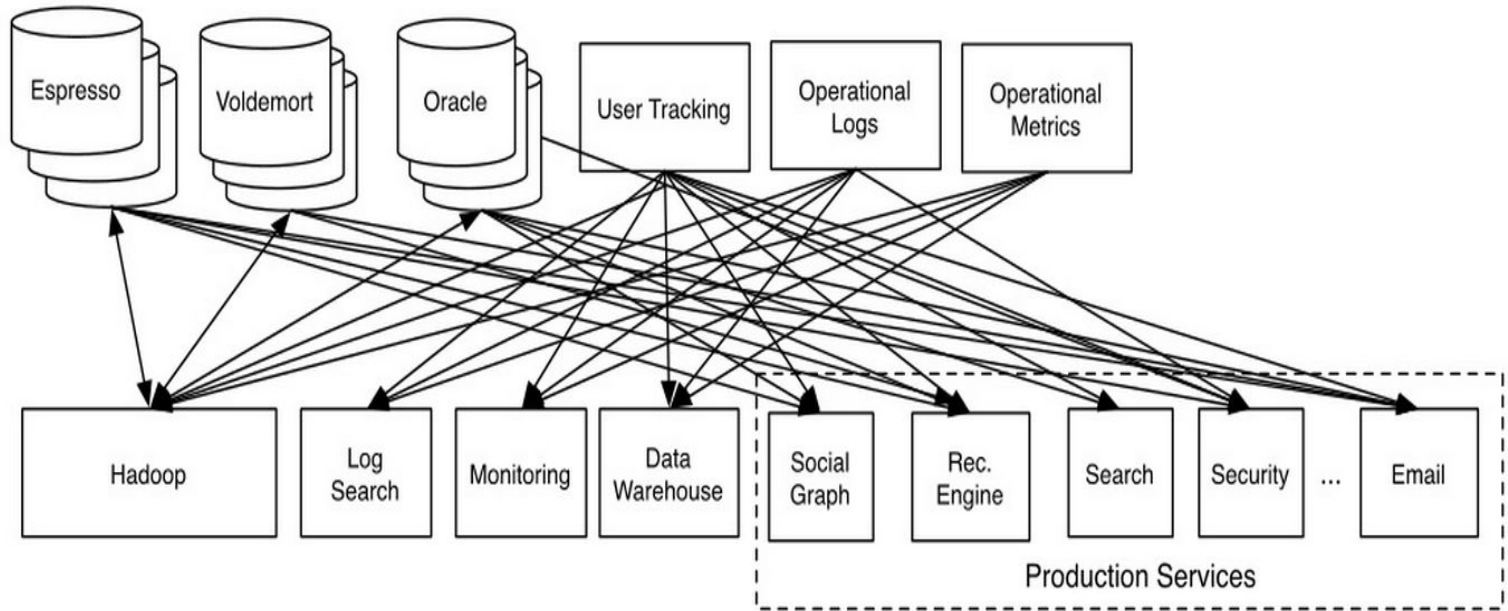 Espresso
Voldemort
Oracle
User Tracking
Operational
Logs
Operational
Metrics
Hadoop
Log
Search
Monitoring
Data
Warehouse
Social
Graph
Rec.
Engine
Search
Security
...
Email
Production Services